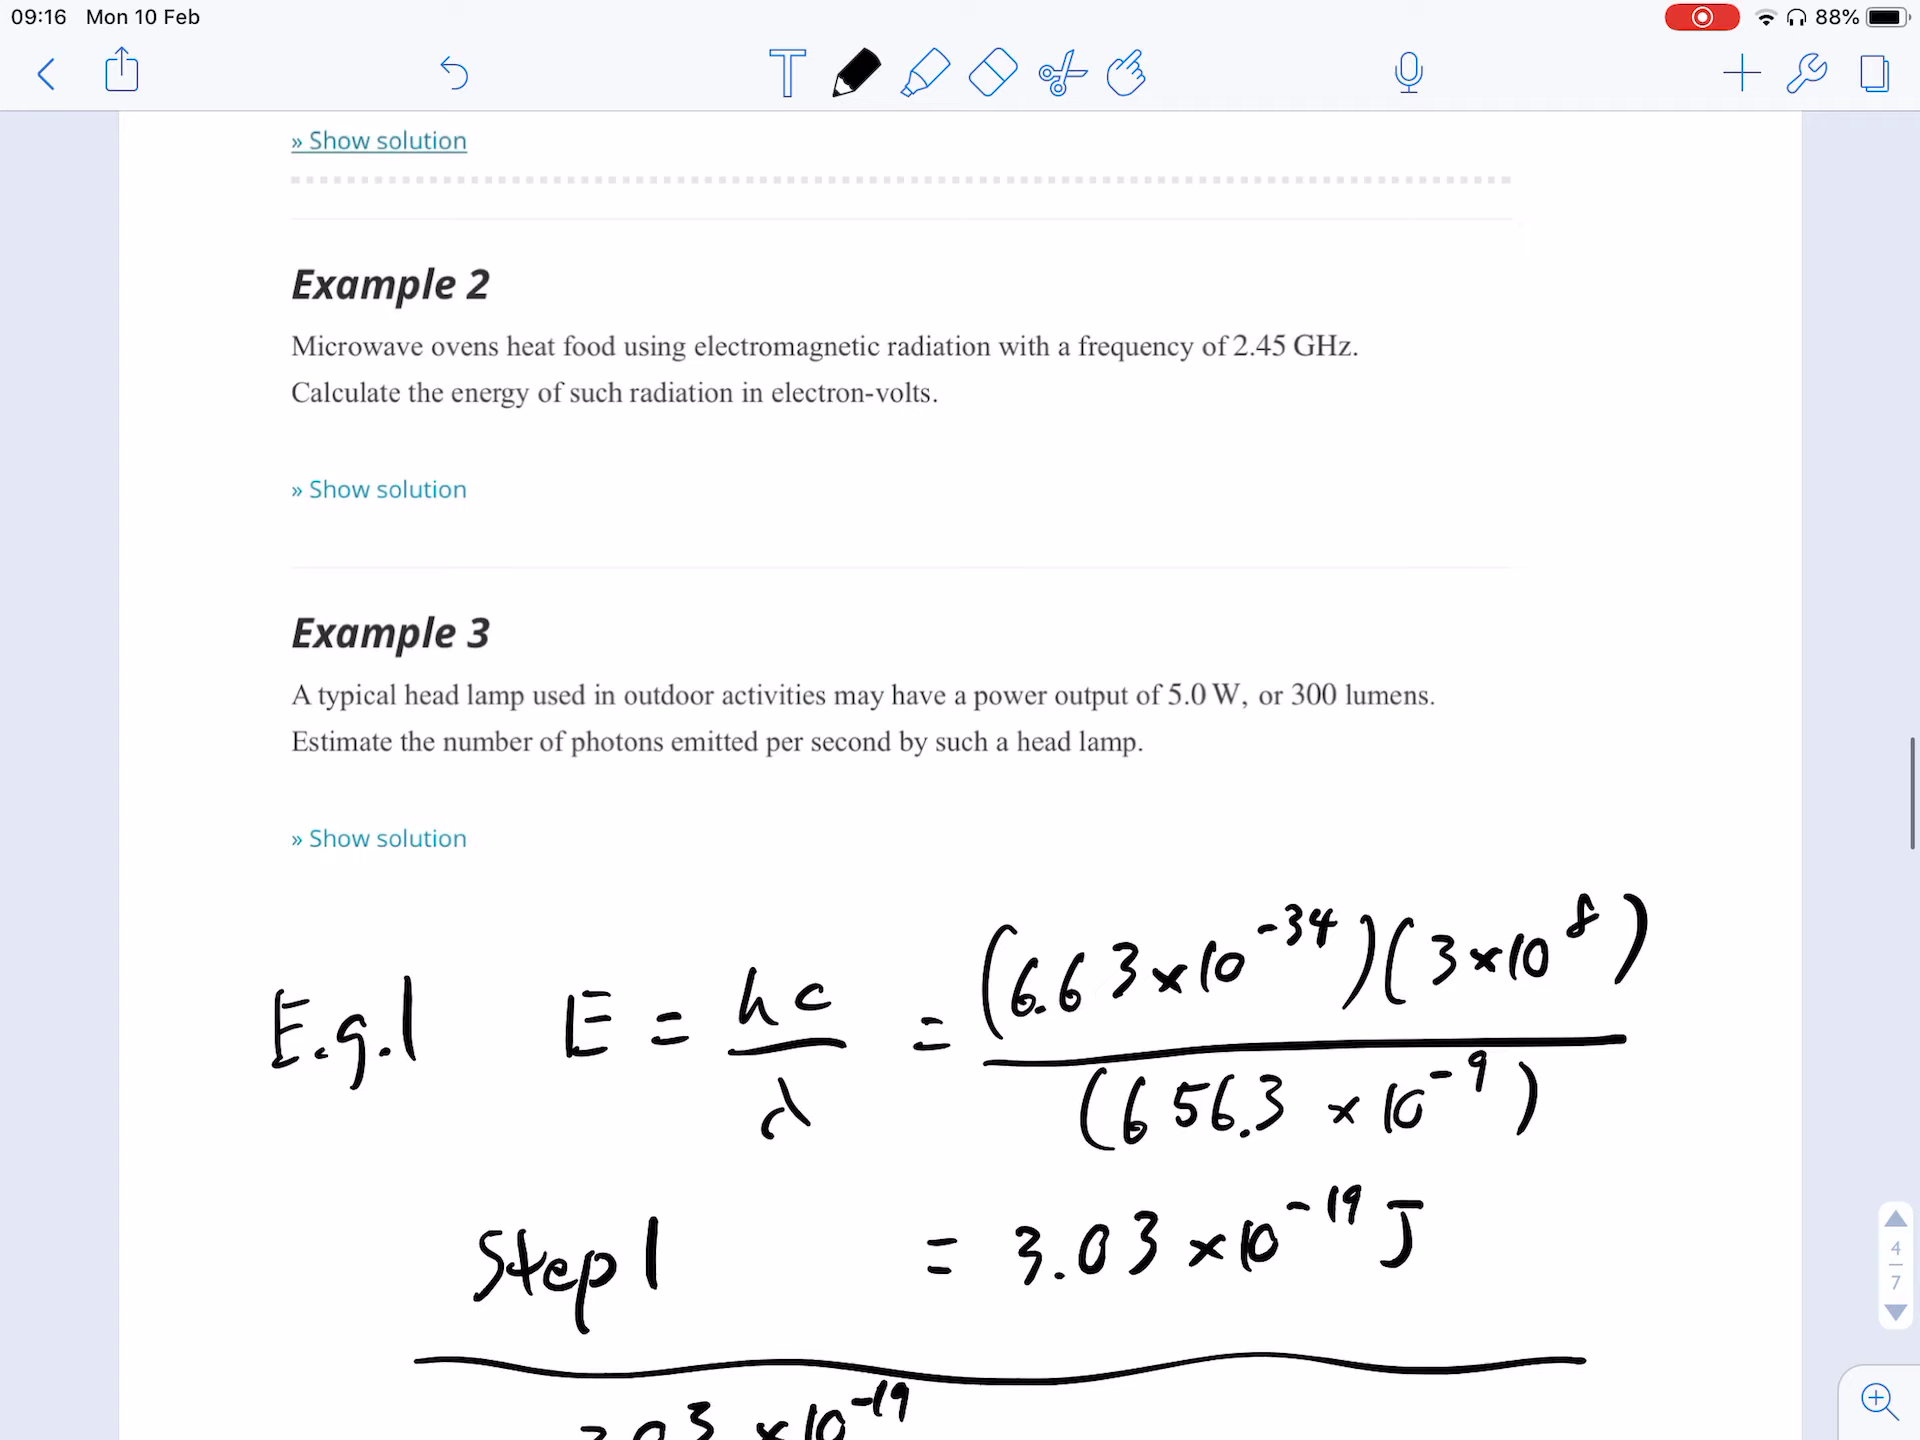 09:16 Mon 10 Feb 88%
» Show solution
Example 2
Microwave ovens heat food using electromagnetic radiation with a frequency of 2.45 GHz.
Calculate the energy of such radiation in electron-volts.
» Show solution
Example 3
A typical head lamp used in outdoor activities may have a power output of 5.0 W, or 300 lumens.
Estimate the number of photons emitted per second by such a head lamp.
» Show solution
E.g.1 E = hc/λ = (6.63×10⁻³⁴)(3×10⁸)/(656.3×10⁻⁹)
Step 1 = 3.03×10⁻¹⁹ J
4
7
3.03×10⁻¹⁹